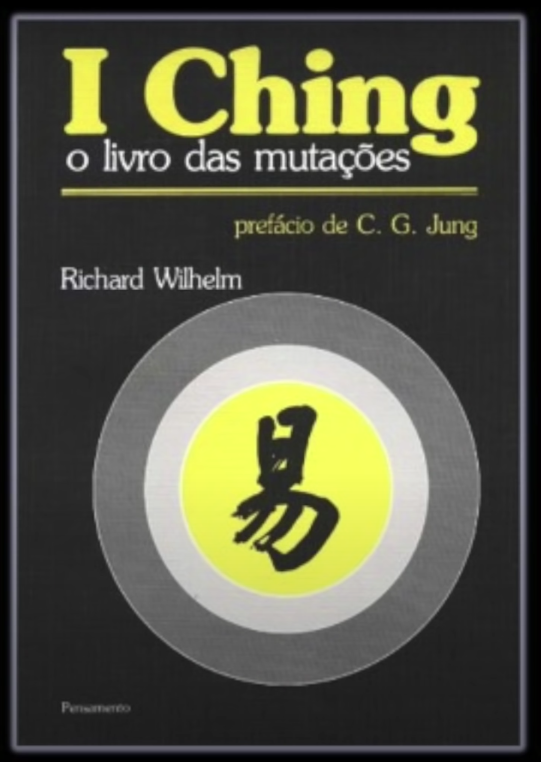 I Ching
o livro das mutações
prefácio de C. G. Jung
Richard Wilhelm
易
Pensamento